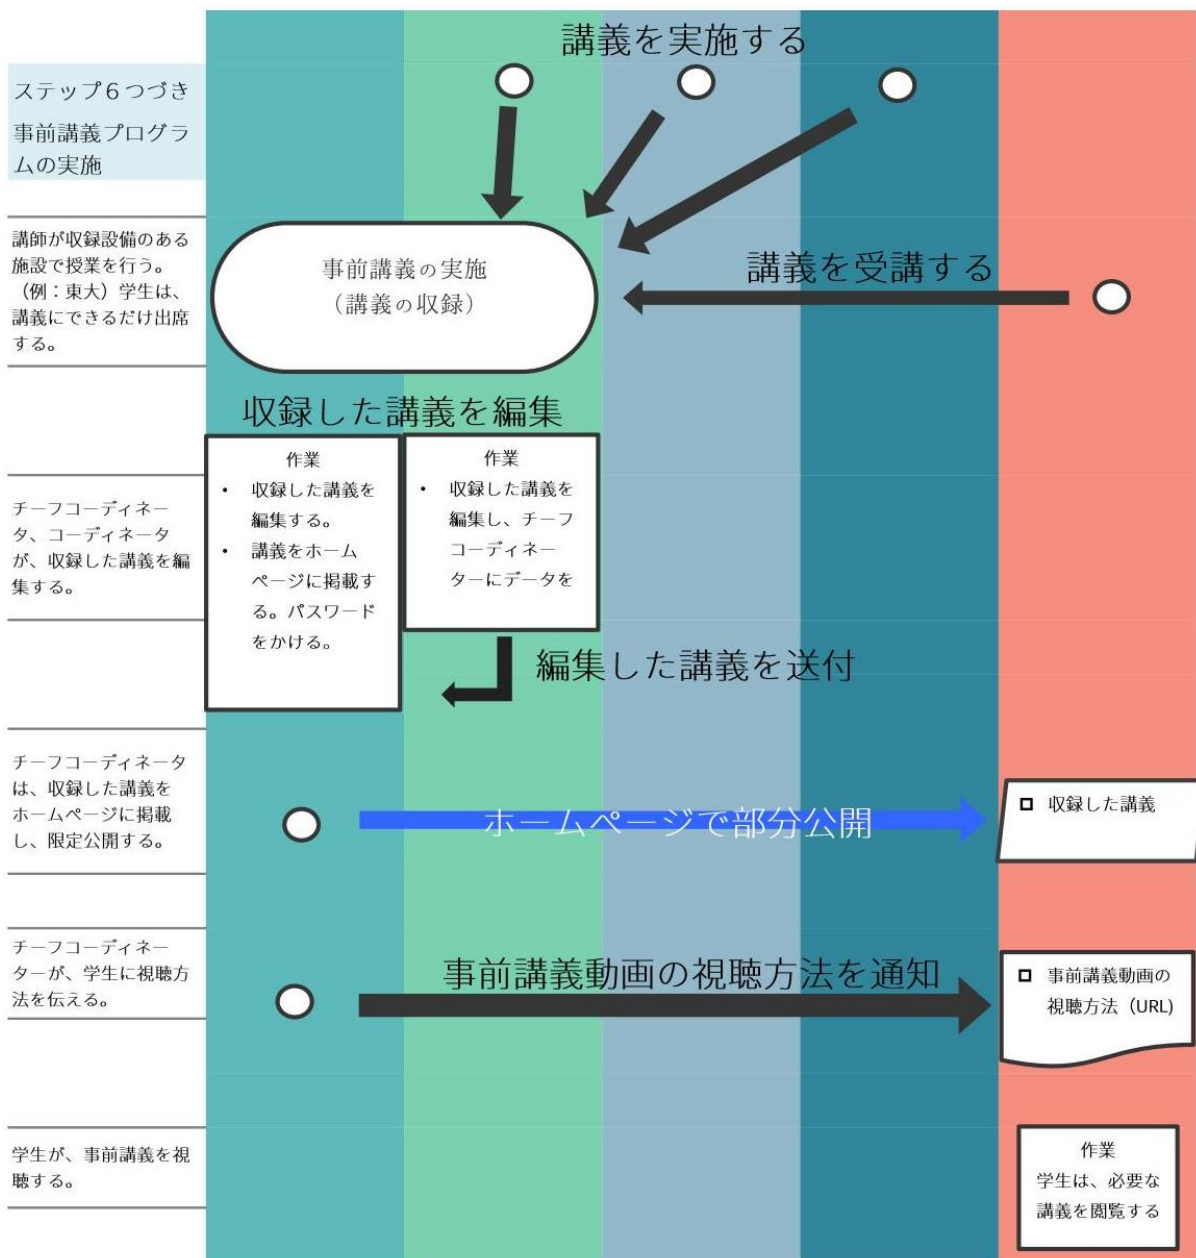 講義を実施する
ステップ６つづき
事前講義プログラ
ムの実施
講師が収録設備のある
施設で授業を行う。
（例：東大）学生は、
講義にできるだけ出席
する。
事前講義の実施
（講義の収録）
講義を受講する
収録した講義を編集
チーフコーディネー
タ、コーディネータ
が、収録した講義を編
集する。
作業
• 収録した講義を
編集する。
• 講義をホーム
ページに掲載す
る。パスワード
をかける。
作業
• 収録した講義を
編集し、チーフ
コーディネー
ターにデータを
編集した講義を送付
チーフコーディネータ
は、収録した講義を
ホームページに掲載
し、限定公開する。
ホームページで部分公開
収録した講義
チーフコーディネー
ターが、学生に視聴方
法を伝える。
事前講義動画の視聴方法を通知
事前講義動画の
視聴方法（URL)
学生が、事前講義を視
聴する。
作業
学生は、必要な
講義を閲覧する